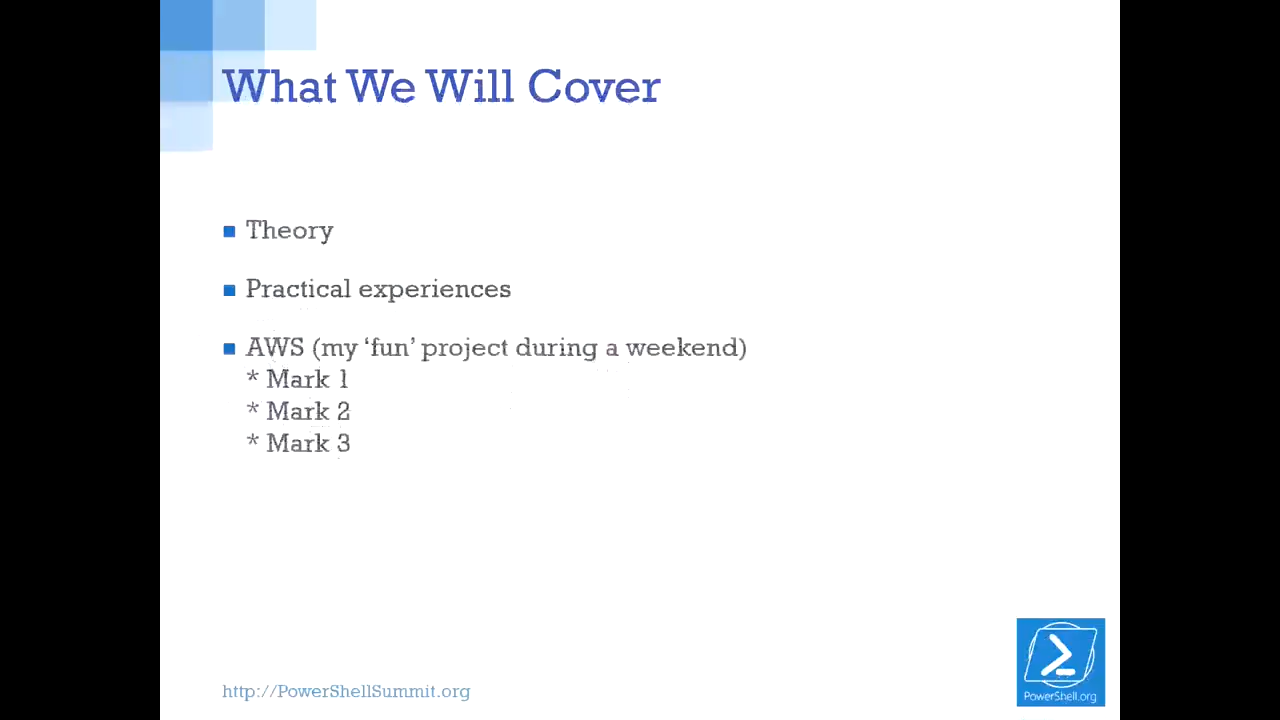 What We Will Cover
Theory
Practical experiences
AWS (my ‘fun’ project during a weekend)
* Mark 1
* Mark 2
* Mark 3
http://PowerShellSummit.org
PowerShell.org